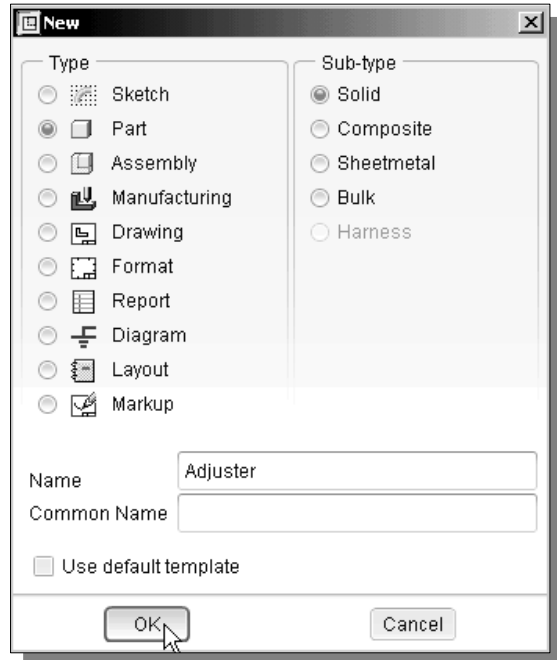 New
Type
Sketch
Part
Assembly
Manufacturing
Drawing
Format
Report
Diagram
Layout
Markup
Sub-type
Solid
Composite
Sheetmetal
Bulk
Harness
Name Adjuster
Common Name
Use default template
OK Cancel